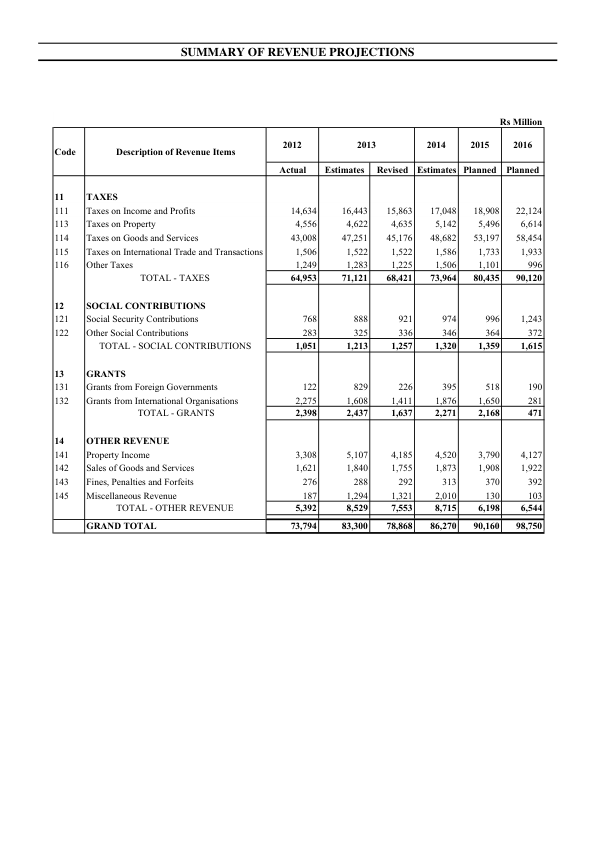 SUMMARY OF REVENUE PROJECTIONS
Rs Million
Code Description of Revenue Items 2012 2013 2014 2015 2016
Actual Estimates Revised Estimates Planned Planned
11 TAXES
111 Taxes on Income and Profits 14,634 16,443 15,863 17,048 18,908 22,124
113 Taxes on Property 4,556 4,622 4,635 5,142 5,496 6,614
114 Taxes on Goods and Services 43,008 47,251 45,176 48,682 53,197 58,454
115 Taxes on International Trade and Transactions 1,506 1,522 1,522 1,586 1,733 1,933
116 Other Taxes 1,249 1,283 1,225 1,506 1,101 996
TOTAL - TAXES 64,953 71,121 68,421 73,964 80,435 90,120
12 SOCIAL CONTRIBUTIONS
121 Social Security Contributions 768 888 921 974 996 1,243
122 Other Social Contributions 283 325 336 346 364 372
TOTAL - SOCIAL CONTRIBUTIONS 1,051 1,213 1,257 1,320 1,359 1,615
13 GRANTS
131 Grants from Foreign Governments 122 829 226 395 518 190
132 Grants from International Organisations 2,275 1,608 1,411 1,876 1,650 281
TOTAL - GRANTS 2,398 2,437 1,637 2,271 2,168 471
14 OTHER REVENUE
141 Property Income 3,308 5,107 4,185 4,520 3,790 4,127
142 Sales of Goods and Services 1,621 1,840 1,755 1,873 1,908 1,922
143 Fines, Penalties and Forfeits 276 288 292 313 370 392
145 Miscellaneous Revenue 187 1,294 1,321 2,010 130 103
TOTAL - OTHER REVENUE 5,392 8,529 7,553 8,715 6,198 6,544
GRAND TOTAL 73,794 83,300 78,868 86,270 90,160 98,750